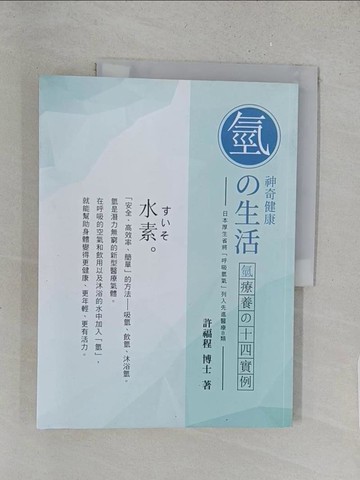 神奇健康
氫の生活
氫療養の十四實例
日本厚生省將「呼吸氫氣」列入先進醫療B類
許福程 博士 著
すいそ
水素。
「安全、高效率、簡單」的方法——吸氫、飲氫、沐浴氫。
氫是潛力無窮的新型醫療氣體。
在呼吸的空氣和飲用以及沐浴的水中加入「氫」，
就能幫助身體變得更健康、更年輕、更有活力。